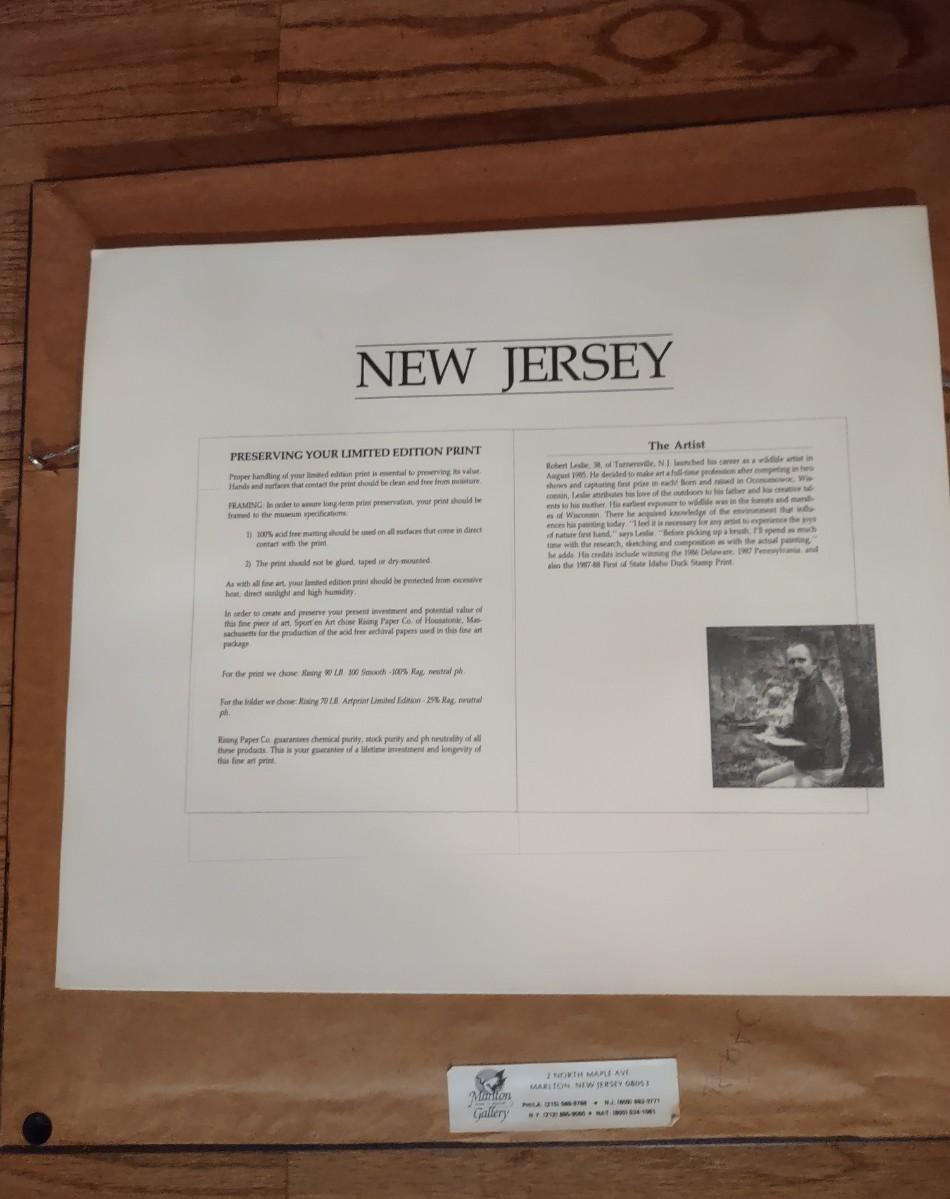 NEW JERSEY
PRESERVING YOUR LIMITED EDITION PRINT
Proper handling of your limited edition print is essential to preserving its value.
Hands and surfaces that contact the print should be clean and free from moisture.
FRAMING: In order to assure long-term print preservation, your print should be
framed to the museum specifications.
1) 100% acid free matting should be used on all surfaces that come in direct
contact with the print.
2) The print should not be glued, taped or dry-mounted.
As with all fine art, your limited edition print should be protected from excessive
heat, direct sunlight and high humidity.
In order to create and preserve your present investment and potential value of
this fine piece of art, Sport'en Art chose Rising Paper Co. of Housatonic, Mas-
sachusetts for the production of the acid free archival papers used in this fine art
package.
For the print we chose: Rising 90 LB. 100 Smooth -100% Rag, neutral ph.
For the folder we chose: Rising 70 LB. Artprint Limited Edition - 25% Rag, neutral
ph.
Rising Paper Co. guarantees chemical purity, stock purity and ph neutrality of all
these products. This is your guarantee of a lifetime investment and longevity of
this fine art print.
The Artist
Robert Leslie, 38, of Turnersville, N.J. launched his career as a wildlife artist in
August 1985. He decided to make art a full-time profession after competing in two
shows and capturing first prize in each! Born and raised in Oconomowoc, Wis-
consin, Leslie attributes his love of the outdoors to his father and his creative tal-
ents to his mother. His earliest exposure to wildlife was in the forests and marsh-
es of Wisconsin. There he acquired knowledge of the environment that influ-
ences his painting today. "I feel it is necessary for any artist to experience the joys
of nature first hand," says Leslie. "Before picking up a brush, I'll spend as much
time with the research, sketching and composition as with the actual painting,"
he adds. His credits include winning the 1986 Delaware, 1987 Pennsylvania, and
also the 1987-88 First of State Idaho Duck Stamp Print.
Marlton
Gallery
2 NORTH MAPLE AVE
MARLTON, NEW JERSEY 08053
PHILA. (215) • N.J. (609)
N.Y. (212) • NAT. (800)